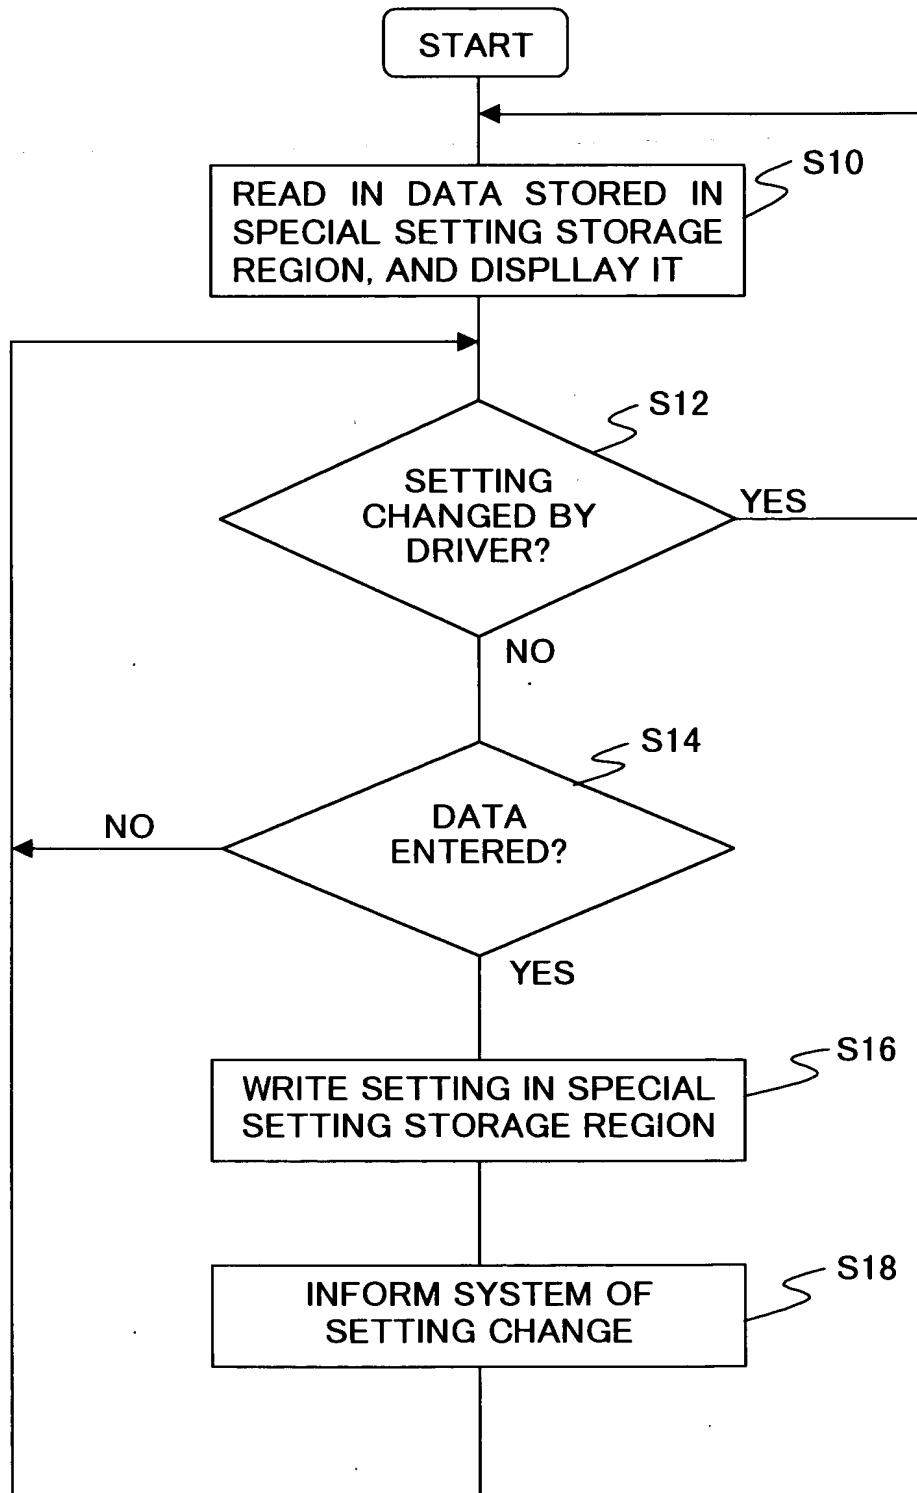 START
S10
READ IN DATA STORED IN
SPECIAL SETTING STORAGE
REGION, AND DISPLLAY IT
S12
SETTING
CHANGED BY
DRIVER?
YES
NO
S14
DATA
ENTERED?
NO
YES
S16
WRITE SETTING IN SPECIAL
SETTING STORAGE REGION
S18
INFORM SYSTEM OF
SETTING CHANGE